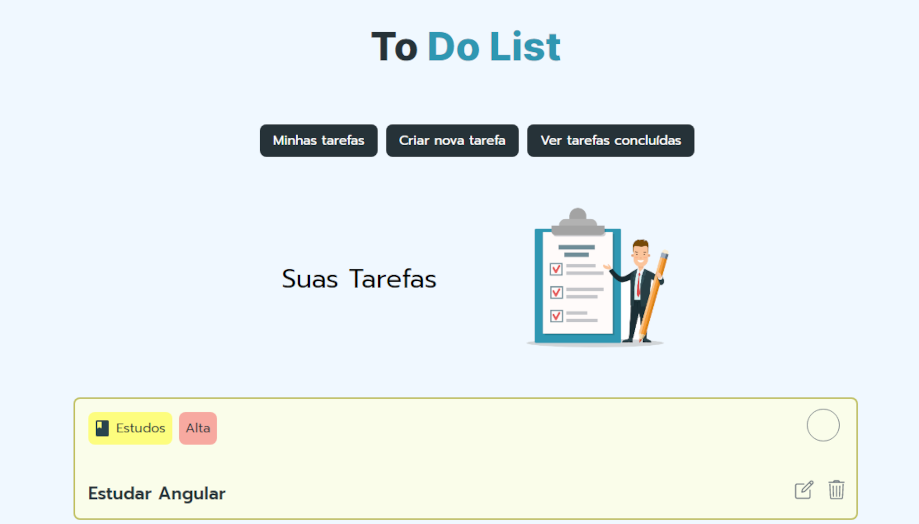 To Do List
Minhas tarefas Criar nova tarefa Ver tarefas concluídas
Suas Tarefas
Estudos Alta
Estudar Angular